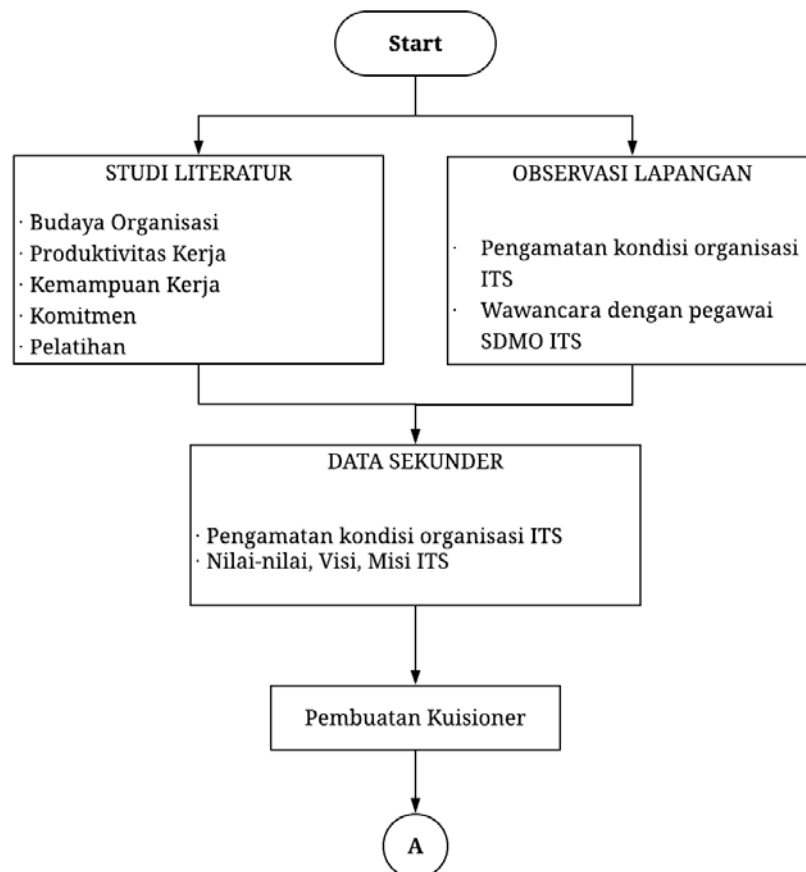 Start
STUDI LITERATUR
· Budaya Organisasi
· Produktivitas Kerja
· Kemampuan Kerja
· Komitmen
· Pelatihan
OBSERVASI LAPANGAN
· Pengamatan kondisi organisasi
ITS
· Wawancara dengan pegawai
SDMO ITS
DATA SEKUNDER
· Pengamatan kondisi organisasi ITS
· Nilai-nilai, Visi, Misi ITS
Pembuatan Kuisioner
A